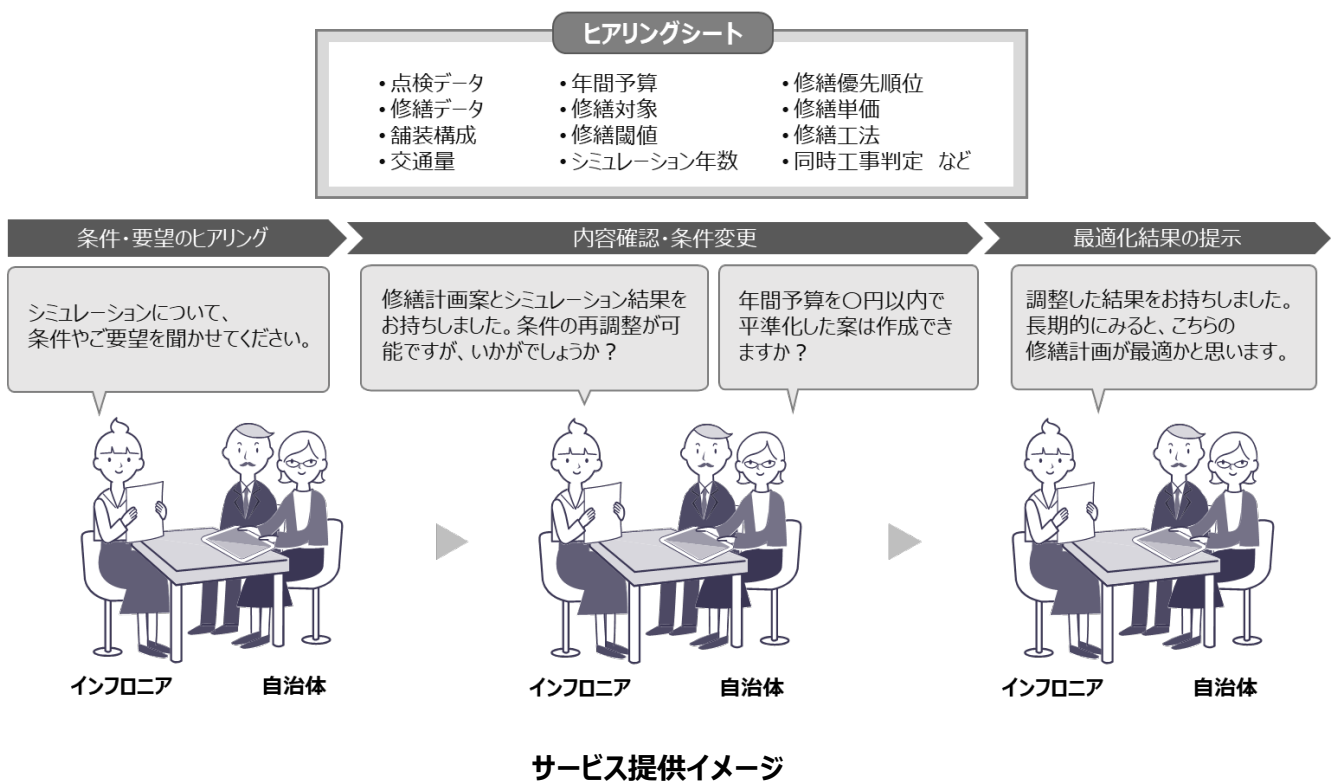 ヒアリングシート
・点検データ
・修繕データ
・舗装構成
・交通量
・年間予算
・修繕対象
・修繕閾値
・シミュレーション年数
・修繕優先順位
・修繕単価
・修繕工法
・同時工事判定　など
条件・要望のヒアリング
内容確認・条件変更
最適化結果の提示
シミュレーションについて、
条件やご要望を聞かせてください。
修繕計画案とシミュレーション結果を
お持ちしました。条件の再調整が可
能ですが、いかがでしょうか？
年間予算を〇円以内で
平準化した案は作成でき
ますか？
調整した結果をお持ちしました。
長期的にみると、こちらの
修繕計画が最適かと思います。
インフロニア
自治体
インフロニア
自治体
インフロニア
自治体
サービス提供イメージ